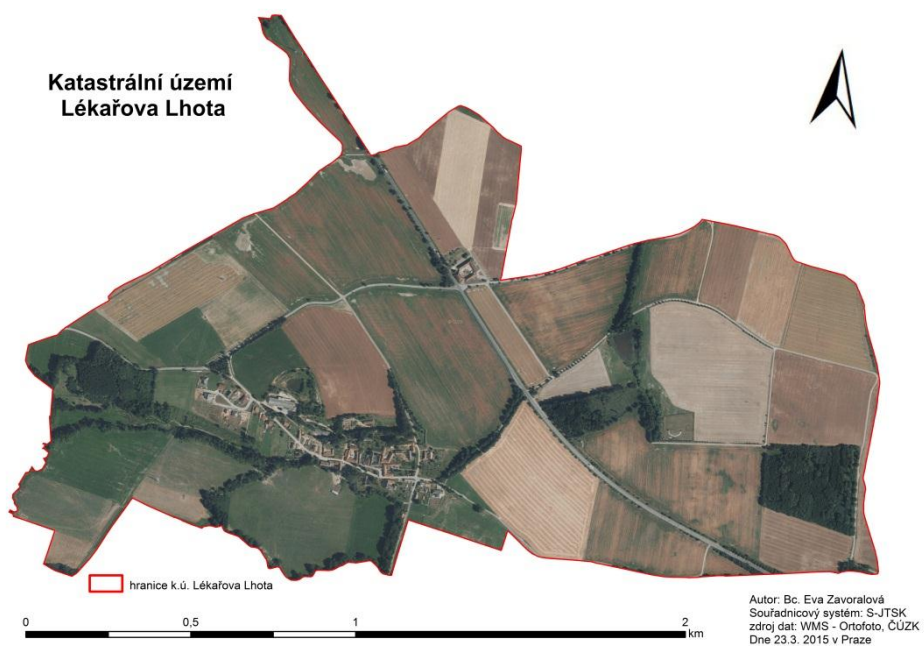 Katastrální území
Lékařova Lhota
hranice k.ú. Lékařova Lhota
0 0,5 1 2
km
Autor: Bc. Eva Zavoralová
Souřadnicový systém: S-JTSK
zdroj dat: WMS - Ortofoto, ČÚZK
Dne 23.3. 2015 v Praze